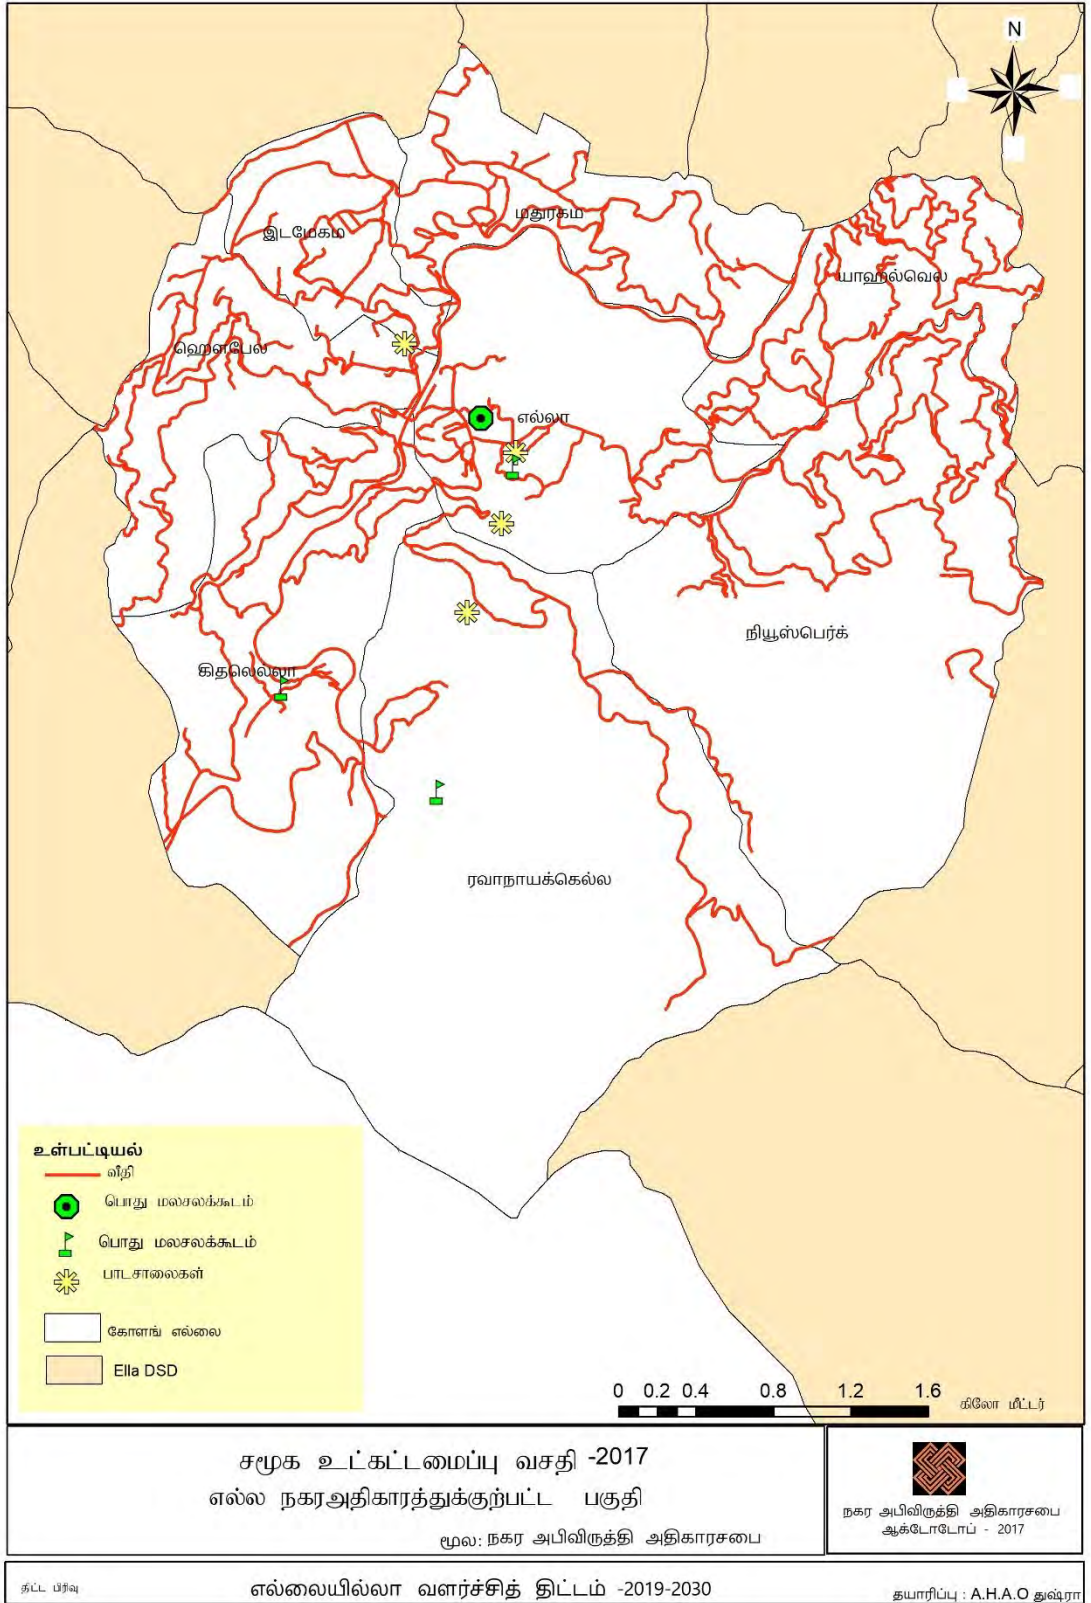 N
மதுரகம
இடமேகம
யாஹல்வெல
ஹெளபேல
எல்லா
நியூஸ்பெர்க்
கிதலெல்லா
ரவாநாயக்கெல்ல
உள்பட்டியல்
வீதி
பொது மலசலக்கூடம்
பொது மலசலக்கூடம்
பாடசாலைகள்
கோளங் எல்லை
Ella DSD
0 0.2 0.4 0.8 1.2 1.6
கிலோ மீட்டர்
சமூக உட்கட்டமைப்பு வசதி -2017
எல்ல நகரஅதிகாரத்துக்குற்பட்ட பகுதி
மூல: நகர அபிவிருத்தி அதிகாரசபை
நகர அபிவிருத்தி அதிகாரசபை
ஆக்டோடோப் - 2017
திட்ட பிரிவு
எல்லையில்லா வளர்ச்சித் திட்டம் -2019-2030
தயாரிப்பு : A.H.A.O துஷ்ரா